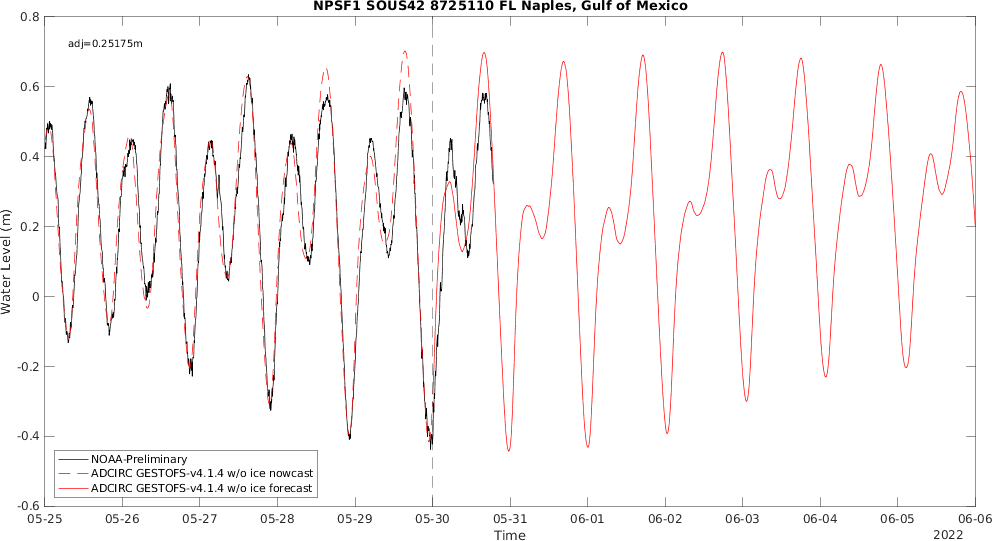 NPSF1 SOUS42 8725110 FL Naples, Gulf of Mexico
0.8
adj=0.25175m
0.6
0.4
0.2
0
-0.2
-0.4
-0.6
Water Level (m)
NOAA-Preliminary
ADCIRC GESTOFS-v4.1.4 w/o ice nowcast
ADCIRC GESTOFS-v4.1.4 w/o ice forecast
05-25 05-26 05-27 05-28 05-29 05-30 05-31 06-01 06-02 06-03 06-04 06-05 06-06
Time
2022